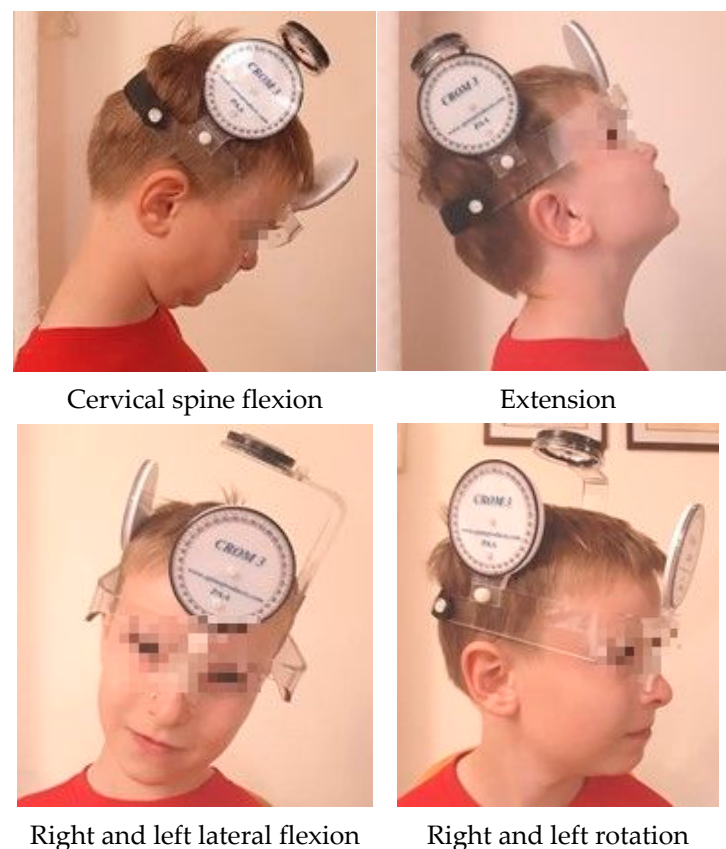 CROM 3
CROM 3
Cervical spine flexion
Extension
CROM 3
CROM 3
Right and left lateral flexion
Right and left rotation